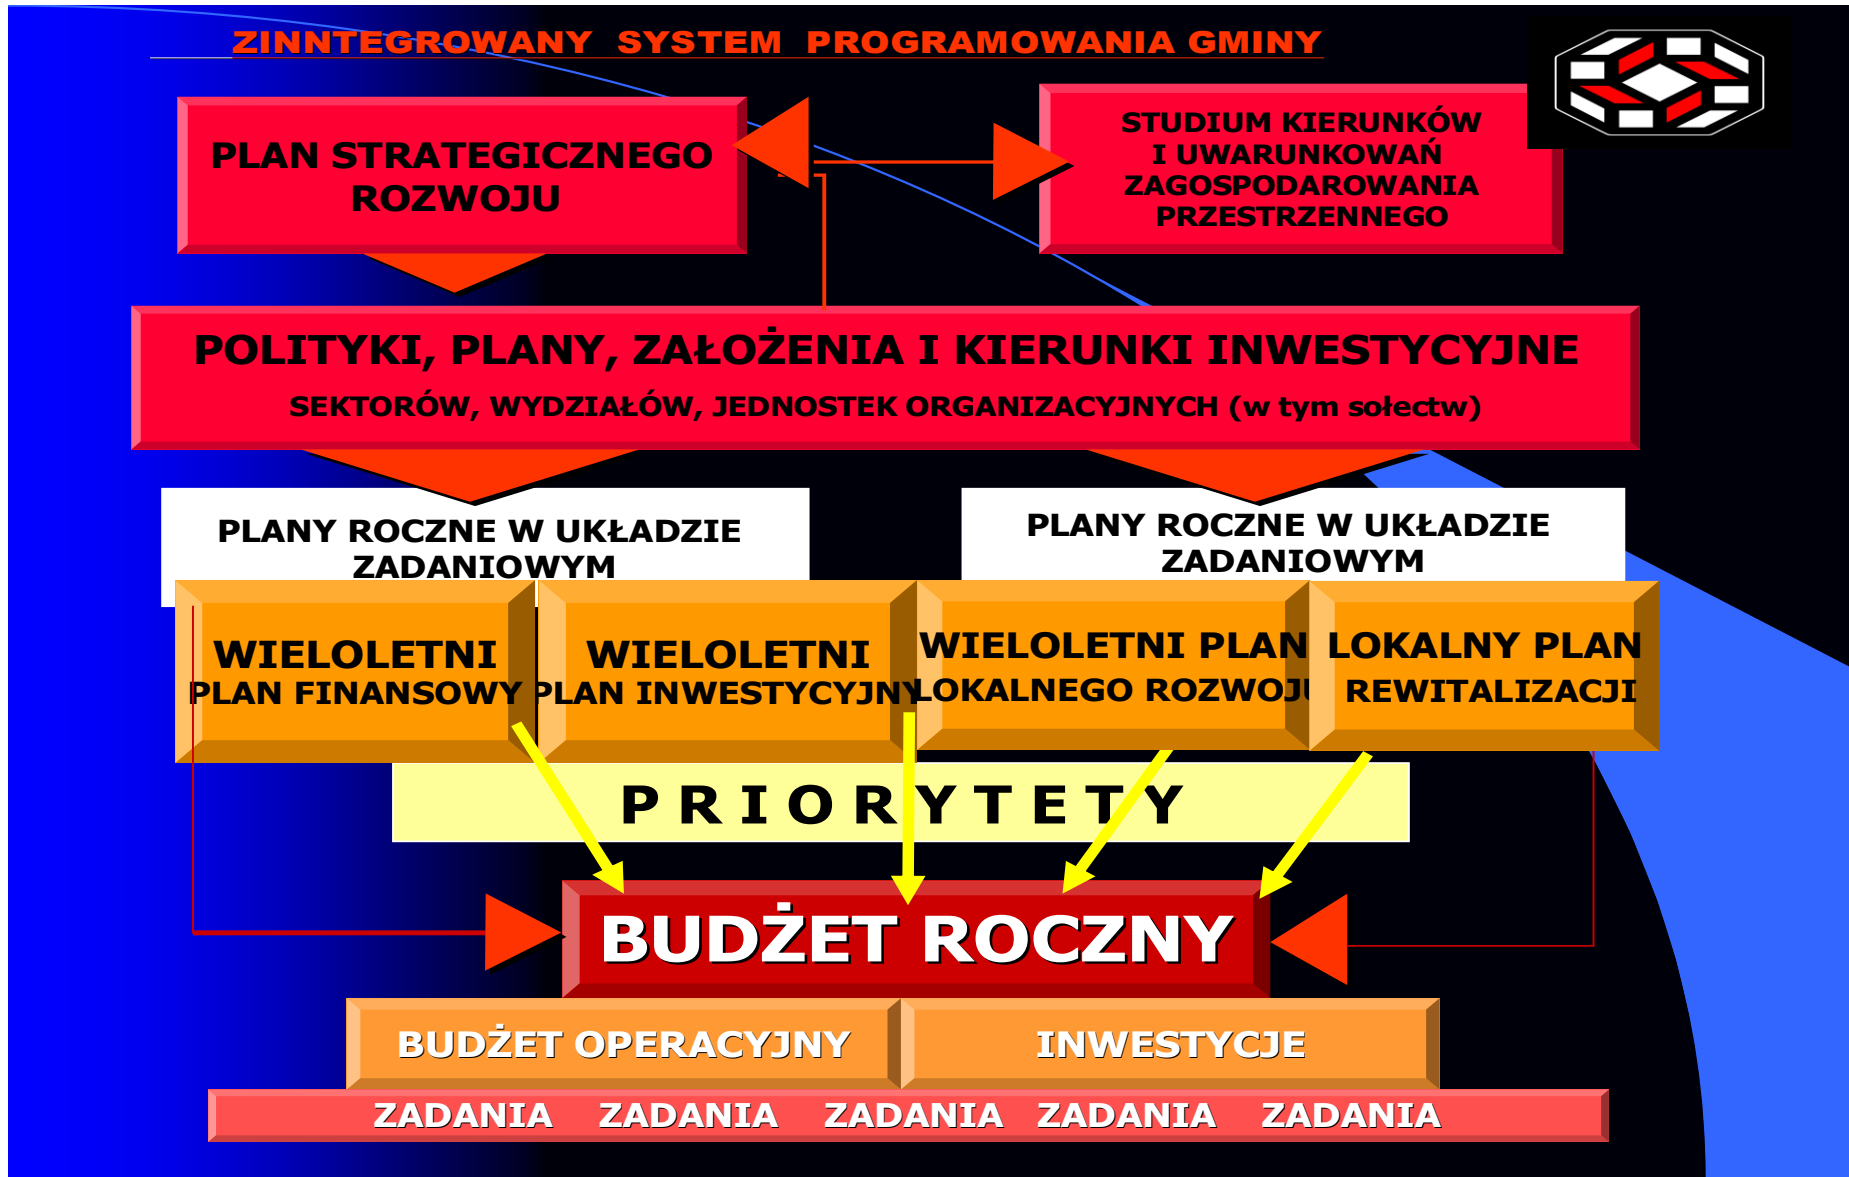 ZINNTEGROWANY SYSTEM PROGRAMOWANIA GMINY
PLAN STRATEGICZNEGO
ROZWOJU
STUDIUM KIERUNKÓW
I UWARUNKOWAŃ
ZAGOSPODAROWANIA
PRZESTRZENNEGO
POLITYKI, PLANY, ZAŁOŻENIA I KIERUNKI INWESTYCYJNE
SEKTORÓW, WYDZIAŁÓW, JEDNOSTEK ORGANIZACYJNYCH (w tym sołectw)
PLANY ROCZNE W UKŁADZIE
ZADANIOWYM
PLANY ROCZNE W UKŁADZIE
ZADANIOWYM
WIELOLETNI
PLAN FINANSOWY
WIELOLETNI
PLAN INWESTYCYJNY
WIELOLETNI PLAN
LOKALNEGO ROZWOJU
LOKALNY PLAN
REWITALIZACJI
P R I O R Y T E T Y
BUDŻET ROCZNY
BUDŻET OPERACYJNY
INWESTYCJE
ZADANIA ZADANIA ZADANIA ZADANIA ZADANIA